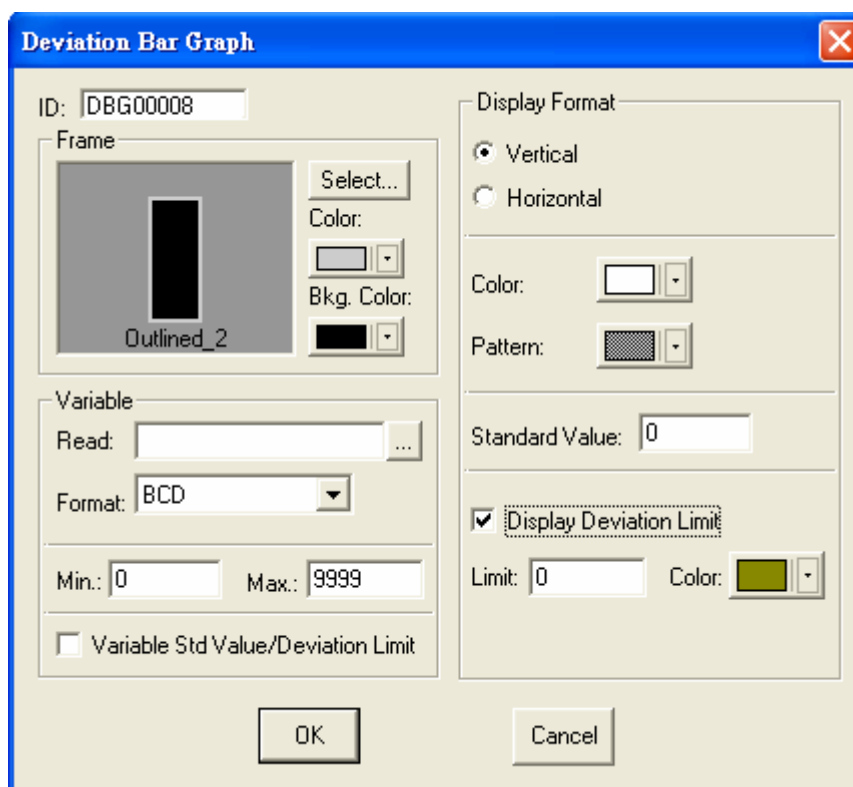 Deviation Bar Graph
ID: DBG00008
Frame
Select...
Color:
Bkg. Color:
Outlined_2
Variable
Read: ...
Format: BCD
Min.: 0 Max.: 9999
Variable Std Value/Deviation Limit
Display Format
Vertical
Horizontal
Color:
Pattern:
Standard Value: 0
Display Deviation Limit
Limit: 0 Color:
OK Cancel